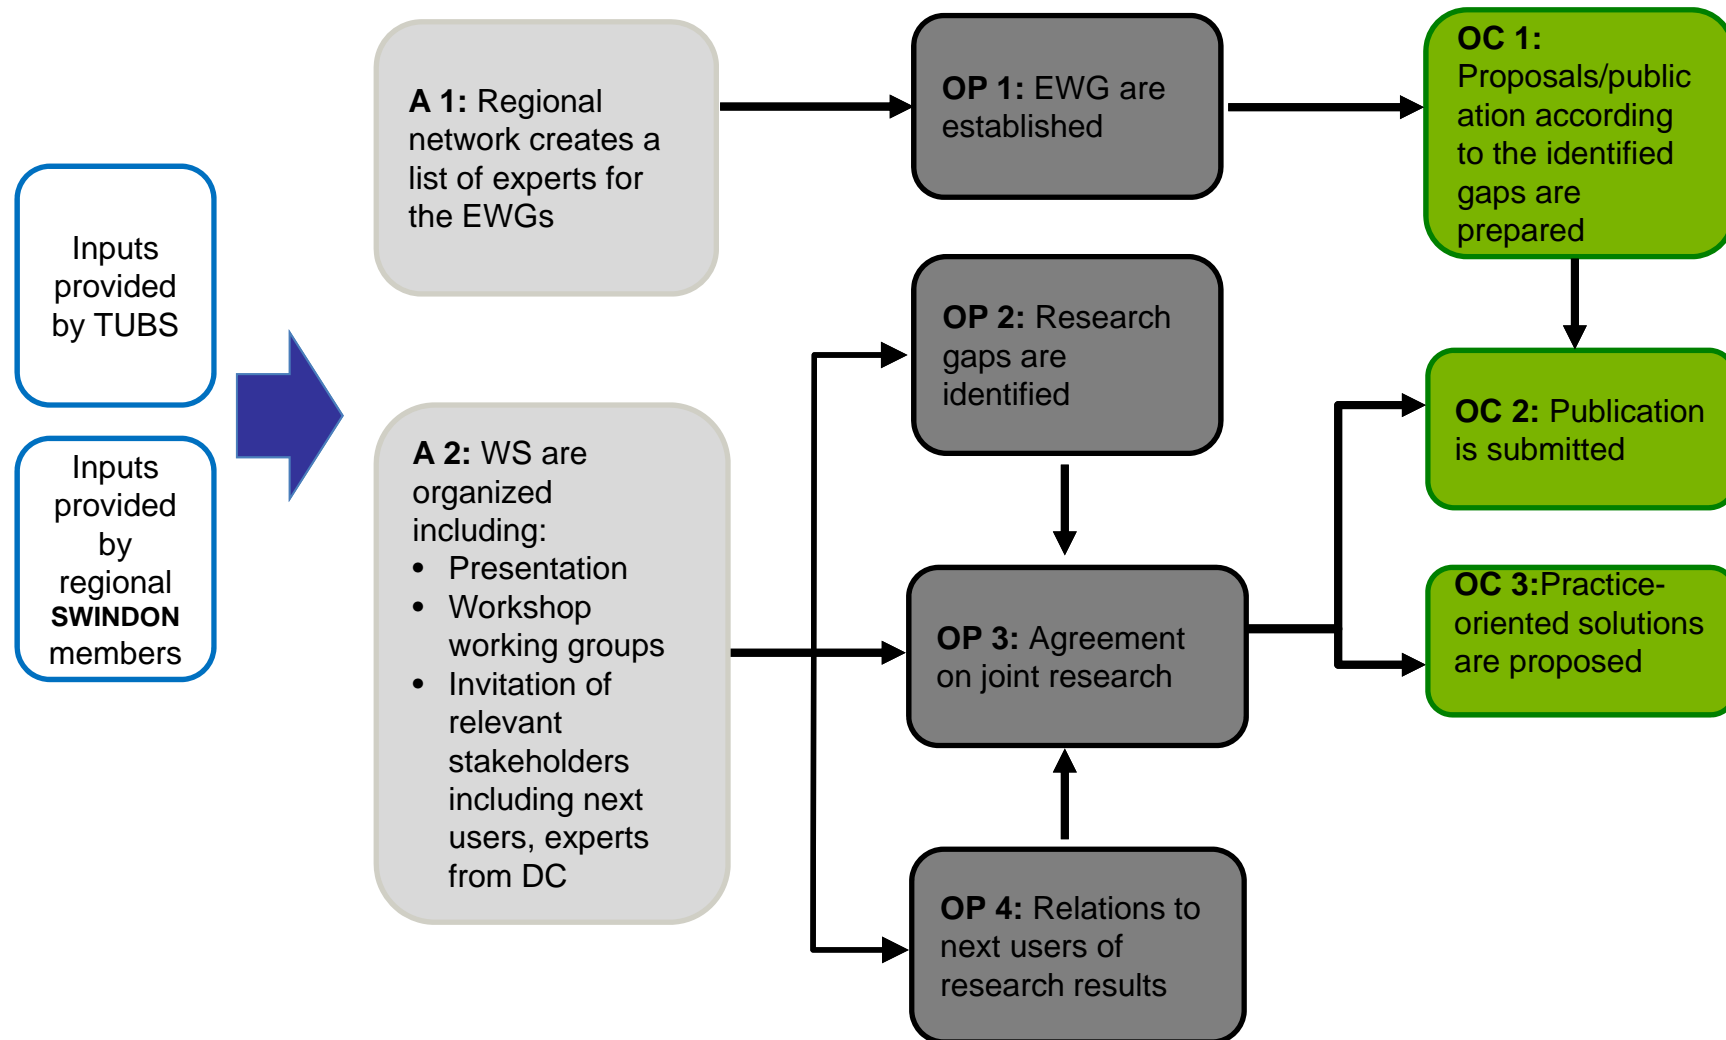 Inputs
provided
by TUBS
Inputs
provided
by
regional
SWINDON
members
A 1: Regional
network creates a
list of experts for
the EWGs
A 2: WS are
organized
including:
• Presentation
• Workshop
working groups
• Invitation of
relevant
stakeholders
including next
users, experts
from DC
OP 1: EWG are
established
OP 2: Research
gaps are
identified
OP 3: Agreement
on joint research
OP 4: Relations to
next users of
research results
OC 1:
Proposals/public
ation according
to the identified
gaps are
prepared
OC 2: Publication
is submitted
OC 3:Practice-
oriented solutions
are proposed